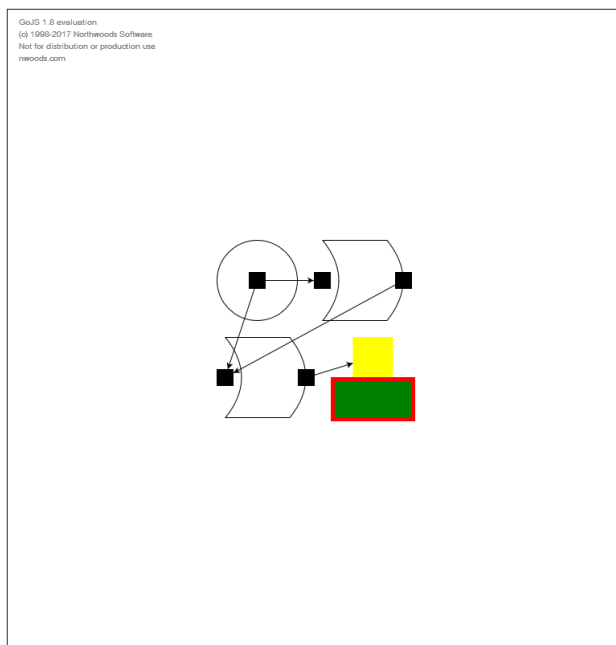 GoJS 1.8 evaluation
(c) 1998-2017 Northwoods Software
Not for distribution or production use
nwoods.com